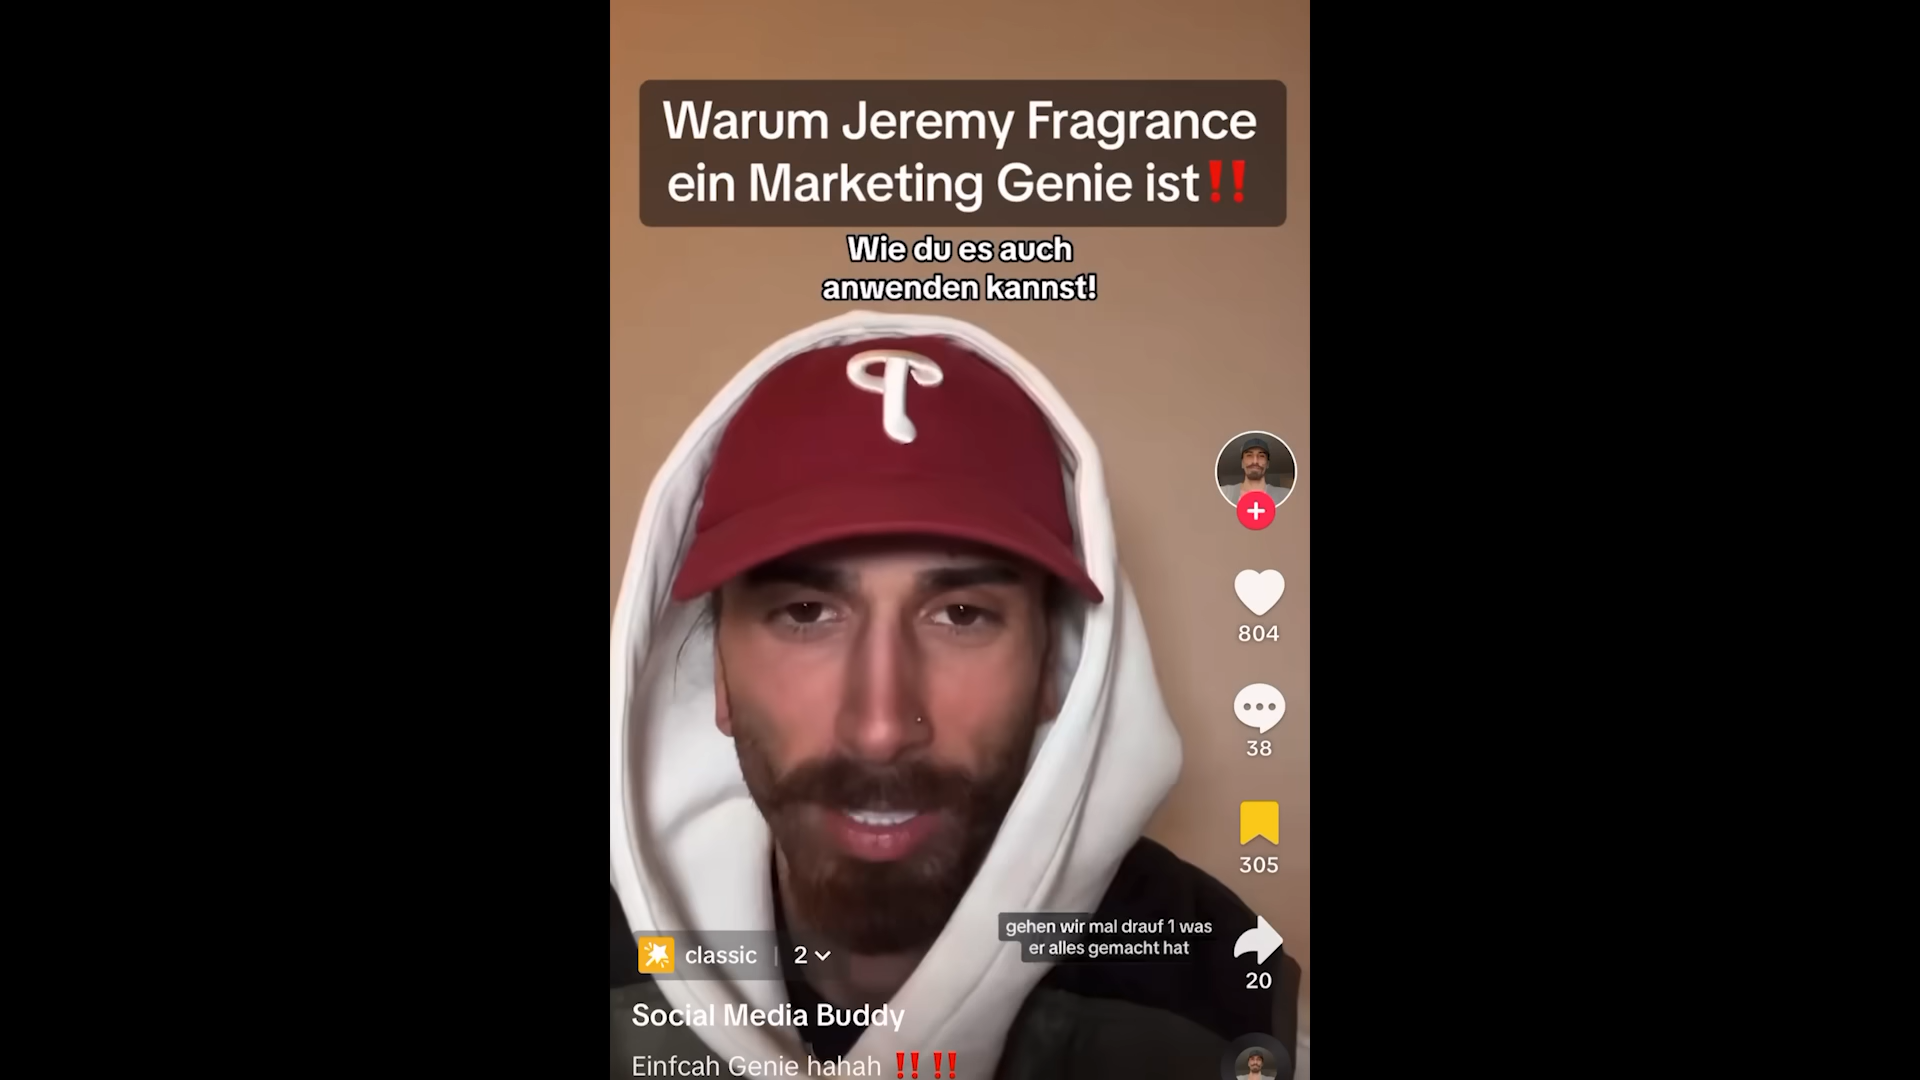 Warum Jeremy Fragrance
ein Marketing Genie ist‼️
Wie du es auch
anwenden kannst!
804
38
305
gehen wir mal drauf 1 was
er alles gemacht hat
classic | 2
20
Social Media Buddy
Einfcah Genie hahah ‼️ ‼️